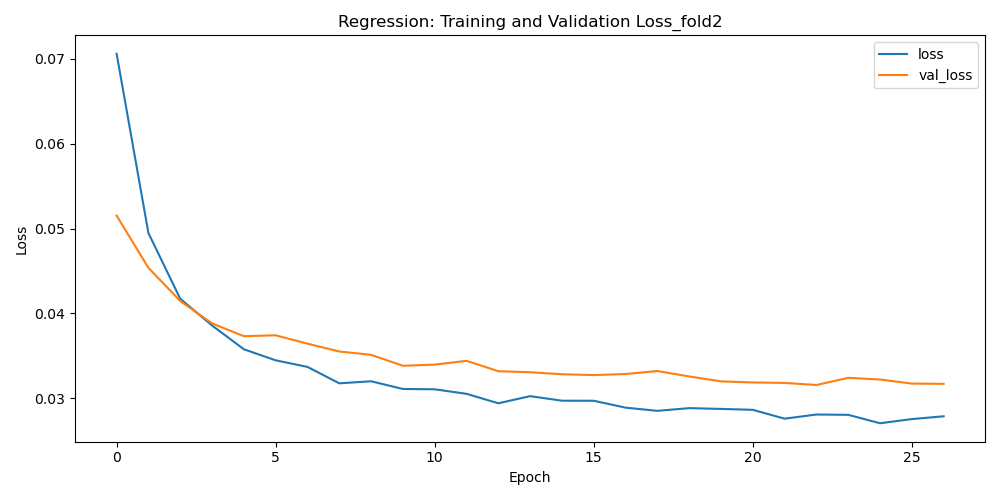 Regression: Training and Validation Loss_fold2
loss
val_loss
0.07
0.06
0.05
0.04
0.03
Loss
0
5
10
15
20
25
Epoch